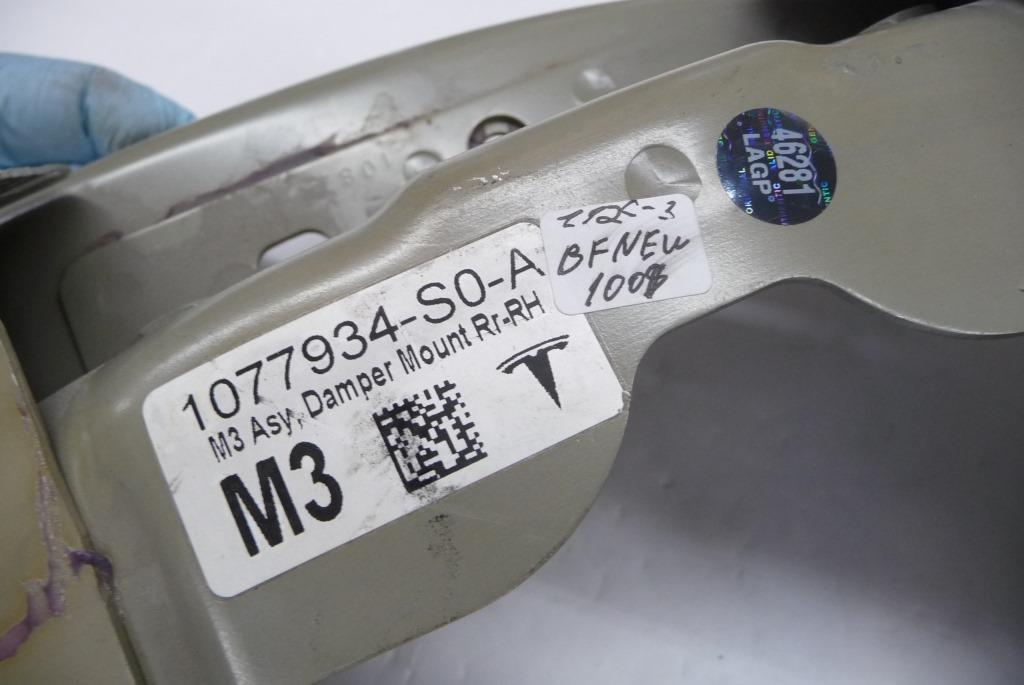 1077934-S0-A
M3 Asy, Damper Mount Rr-RH
M3
BFNEW
100$
46281
LAGP